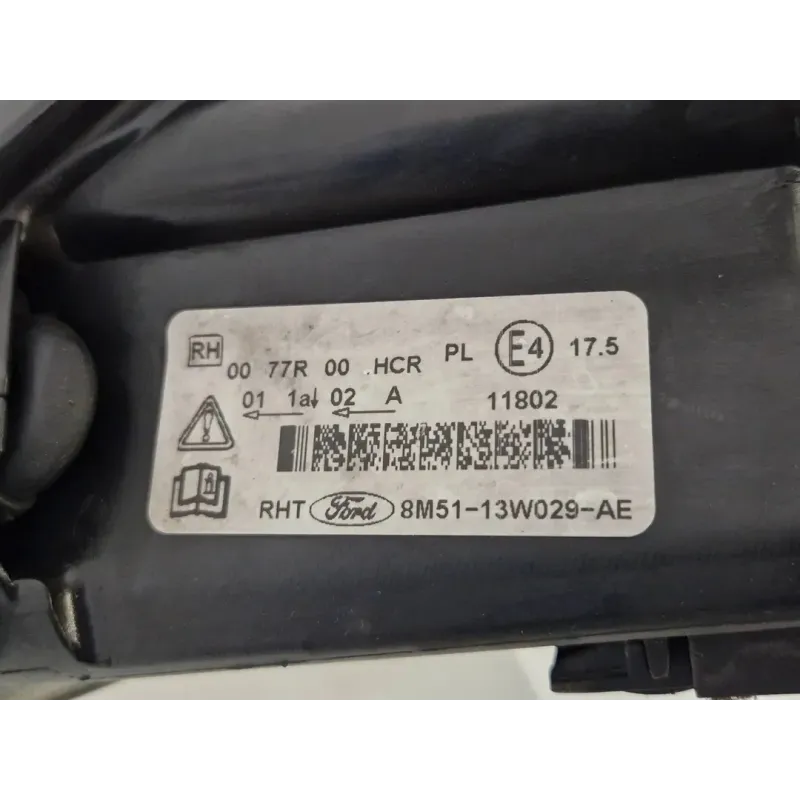 RH 00 77R 00 .HCR PL E4 17.5
01 1a↓ 02 A 11802
RHT Ford 8M51-13W029-AE